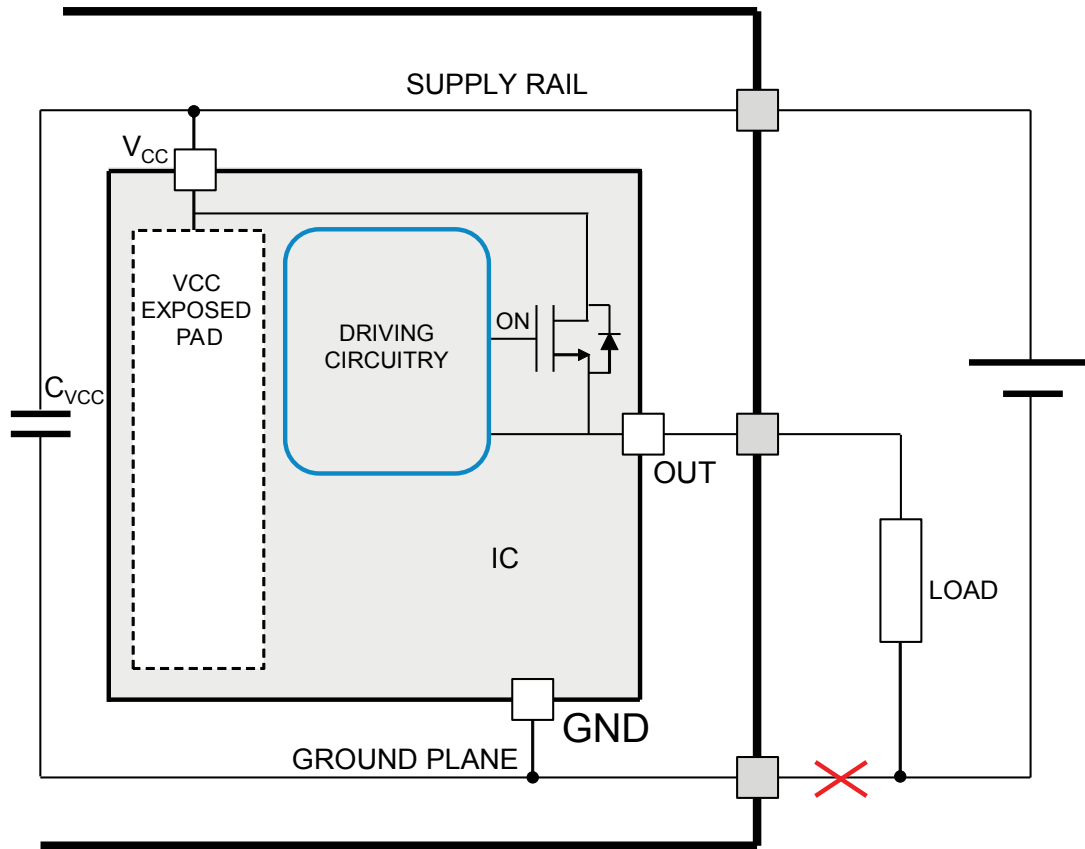 SUPPLY RAIL
VCC
VCC
EXPOSED
PAD
DRIVING
CIRCUITRY
ON
CVCC
OUT
IC
LOAD
GND
GROUND PLANE